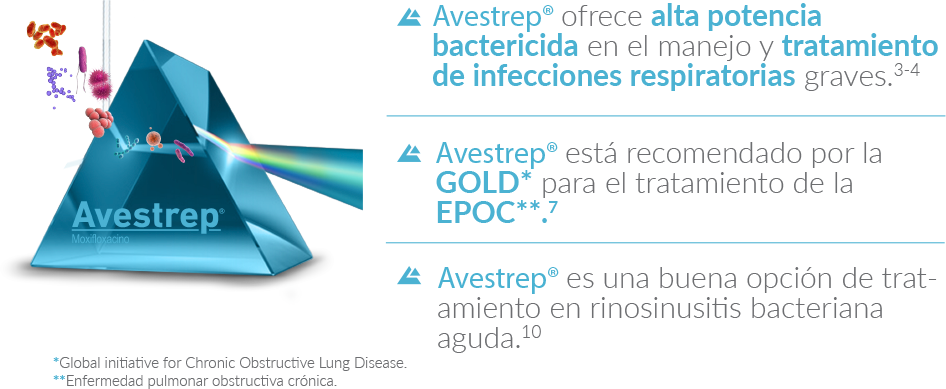 Avestrep® ofrece alta potencia
bactericida en el manejo y tratamiento
de infecciones respiratorias graves.3-4
Avestrep® está recomendado por la
GOLD* para el tratamiento de la
EPOC**.7
Avestrep® es una buena opción de trat-
amiento en rinosinusitis bacteriana
aguda.10
Avestrep®
Moxifloxacino
*Global initiative for Chronic Obstructive Lung Disease.
**Enfermedad pulmonar obstructiva crónica.